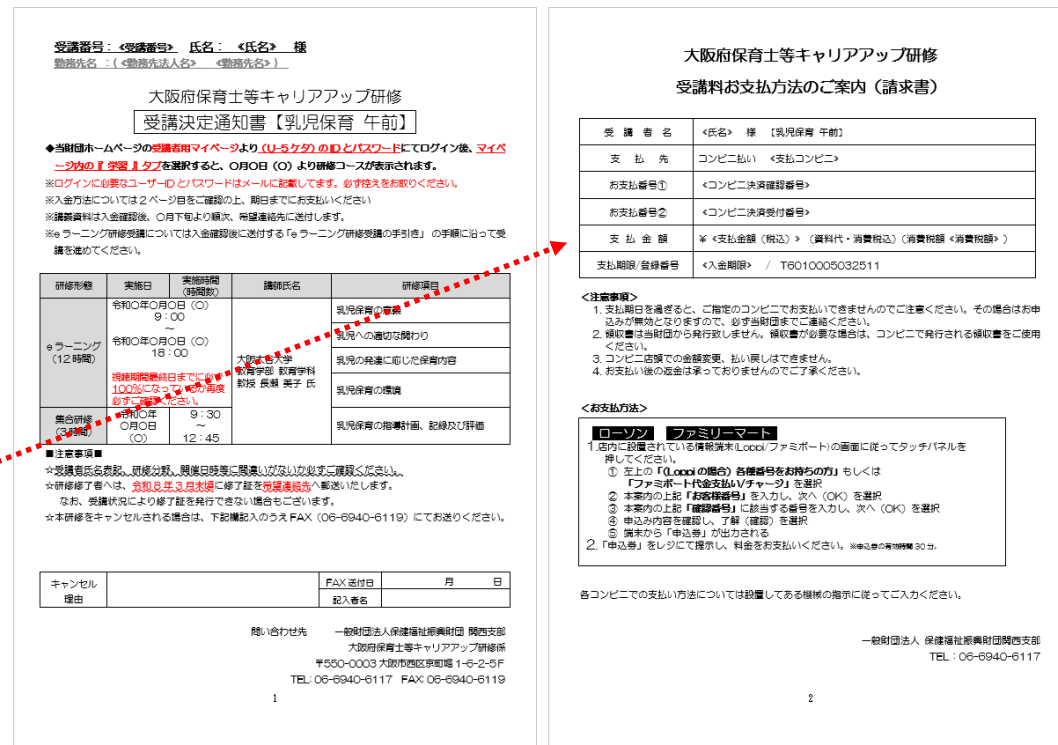 受講番号：《受講番号》 氏名： 《氏名》 様
勤務先名 ：(《勤務先法人名》 《勤務先名》)
大阪府保育士等キャリアアップ研修
受講決定通知書【乳児保育 午前】
◆当財団ホームページの受講者用マイページより（U-5ケタ）のIDとパスワードにてログイン後、マイペ
ージ内の『 学習 』タブを選択すると、〇月〇日（〇）より研修コースが表示されます。
※ログインに必要なユーザーIDとパスワードはメールに記載してます。必ず控えをお取りください。
※入金方法については２ページ目をご確認の上、期日までにお支払いください
※講義資料は入金確認後、〇月下旬より順次、希望連絡先に送付します。
※eラーニング研修受講については入金確認後に送付する「eラーニング研修受講の手引き」 の手順に沿って受
講を進めてください。
研修形態 実施日 実施時間（時間数） 講師氏名 研修項目
eラーニング
（12時間）
令和〇年〇月〇日（〇）
9：00
～
令和〇年〇月〇日（〇）
18：00
視聴期間最終日までに必ず
100%になっているか再度
必ずご確認ください。
大阪大谷大学
教育学部 教育学科
教授 長瀬 美子 氏
乳児保育の意義
乳児への適切な関わり
乳児の発達に応じた保育内容
乳児保育の環境
集合研修
（3時間）
令和〇年
〇月〇日
（〇）
9：30
～
12：45
乳児保育の指導計画、記録及び評価
■注意事項■
☆受講者氏名表記、研修分野、開催日時等に間違いがないか必ずご確認ください。
☆研修修了者へは、令和８年３月末頃に修了証を希望連絡先へ郵送いたします。
なお、受講状況により修了証を発行できない場合もございます。
☆本研修をキャンセルされる場合は、下記欄記入のうえFAX（06-6940-6119）にてお送りください。
キャンセル
理由
FAX送付日 月 日
記入者名
問い合わせ先 一般財団法人保健福祉振興財団 関西支部
大阪府保育士等キャリアアップ研修係
〒550-0003 大阪市西区京町堀 1-6-2-5F
TEL：06-6940-6117 FAX：06-6940-6119
1
大阪府保育士等キャリアアップ研修
受講料お支払方法のご案内（請求書）
受 講 者 名 《氏名》 様 【乳児保育 午前】
支 払 先 コンビニ払い 《支払コンビニ》
お支払番号① 《コンビニ決済確認番号》
お支払番号② 《コンビニ決済受付番号》
支 払 金 額 ￥《支払金額（税込）》（資料代・消費税込）（消費税額《消費税額》）
支払期限/登録番号 《入金期限》 / T6010005032511
＜注意事項＞
1. 支払期日を過ぎると、ご指定のコンビニでお支払いできませんのでご注意ください。その場合はお申
込みが無効となりますので、必ず当財団までご連絡ください。
2. 領収書は当財団から発行致しません。領収書が必要な場合は、コンビニで発行される領収書をご使用
ください。
3. コンビニ店頭での金額変更、払い戻しはできません。
4. お支払い後の返金は承っておりませんのでご了承ください。
＜お支払方法＞
ローソン ファミリーマート
1.店内に設置されている情報端末(Loppi/ファミポート)の画面に従ってタッチパネルを
押してください。
① 左上の「(Loppiの場合）各種番号をお持ちの方」もしくは
「ファミポート代金支払い/チャージ」を選択
② 本案内の上記「お客様番号」を入力し、次へ（OK）を選択
③ 本案内の上記「確認番号」に該当する番号を入力し、次へ（OK）を選択
④ 申込み内容を確認し、了解（確認）を選択
⑤ 端末から「申込券」が出力される
2.「申込券」をレジにて提示し、料金をお支払いください。※申込券の有効時間30分。
各コンビニでの支払い方法については設置してある機械の指示に従ってご入力ください。
一般財団法人 保健福祉振興財団関西支部
TEL：06-6940-6117
2